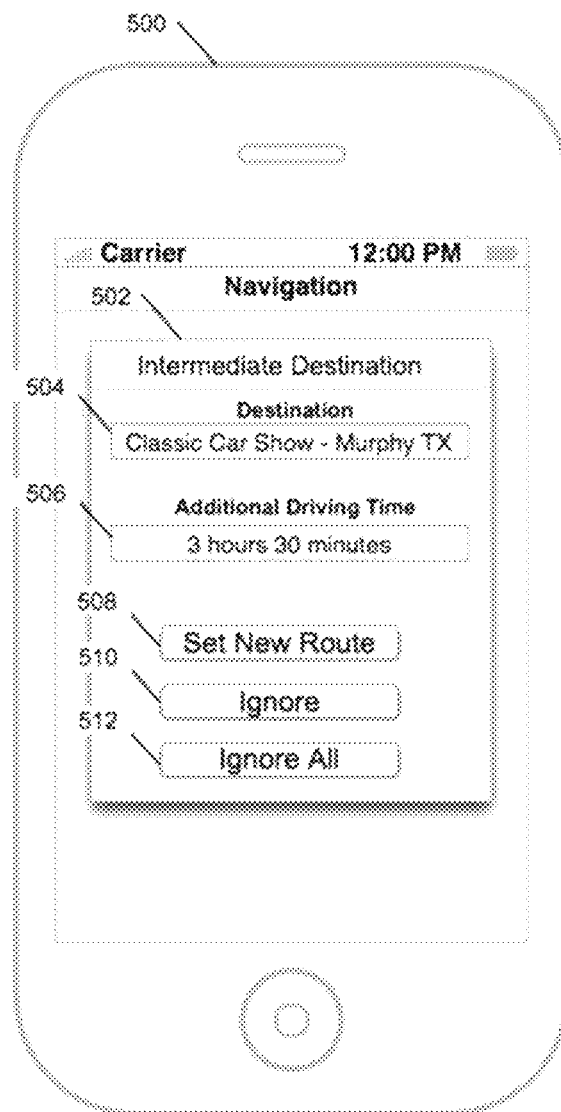 500
Carrier 12:00 PM
Navigation
502
Intermediate Destination
504
Destination
Classic Car Show - Murphy TX
506
Additional Driving Time
3 hours 30 minutes
508
Set New Route
510
Ignore
512
Ignore All